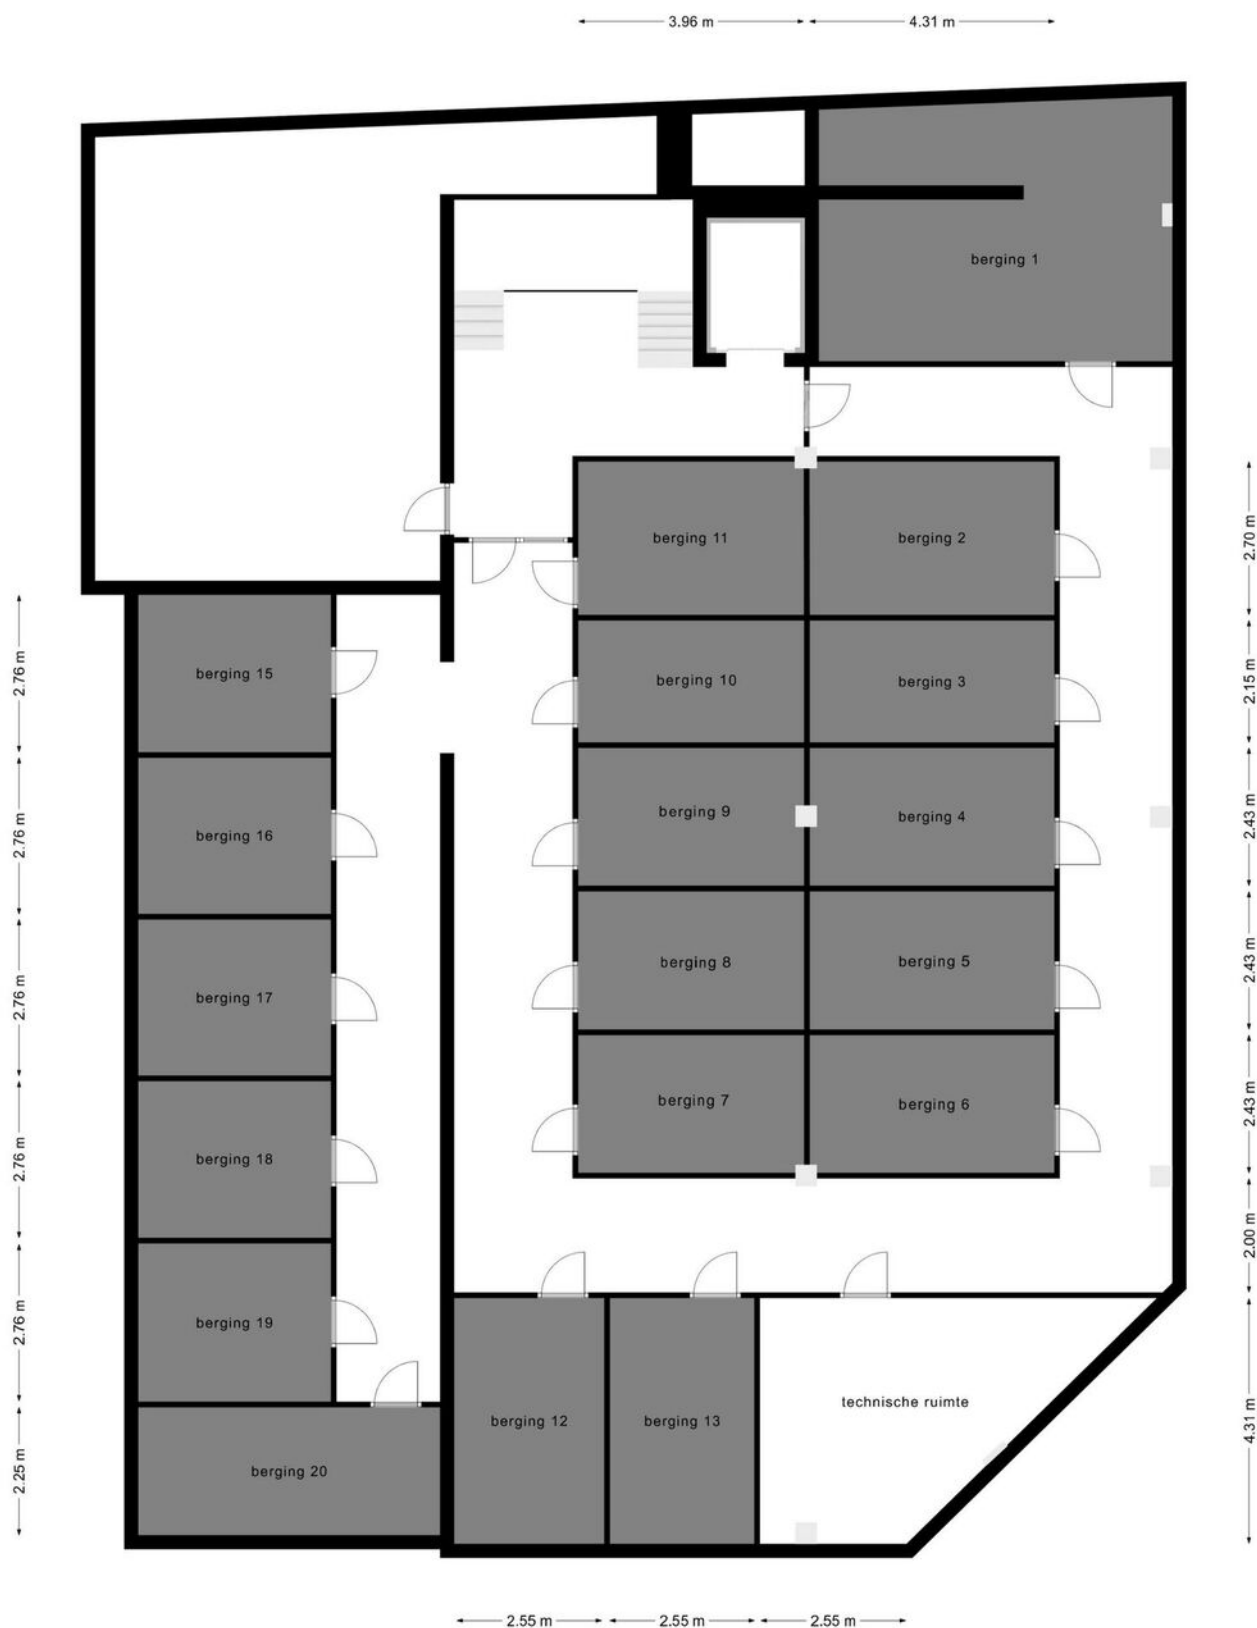 3.96 m
4.31 m
berging 1
berging 11
berging 2
2.70 m
berging 15
berging 10
berging 3
2.76 m
2.15 m
berging 16
berging 9
berging 4
2.76 m
2.43 m
berging 17
berging 8
berging 5
2.76 m
2.43 m
berging 18
berging 7
berging 6
2.76 m
2.43 m
berging 19
2.76 m
2.00 m
berging 20
berging 12
berging 13
technische ruimte
2.25 m
4.31 m
2.55 m
2.55 m
2.55 m